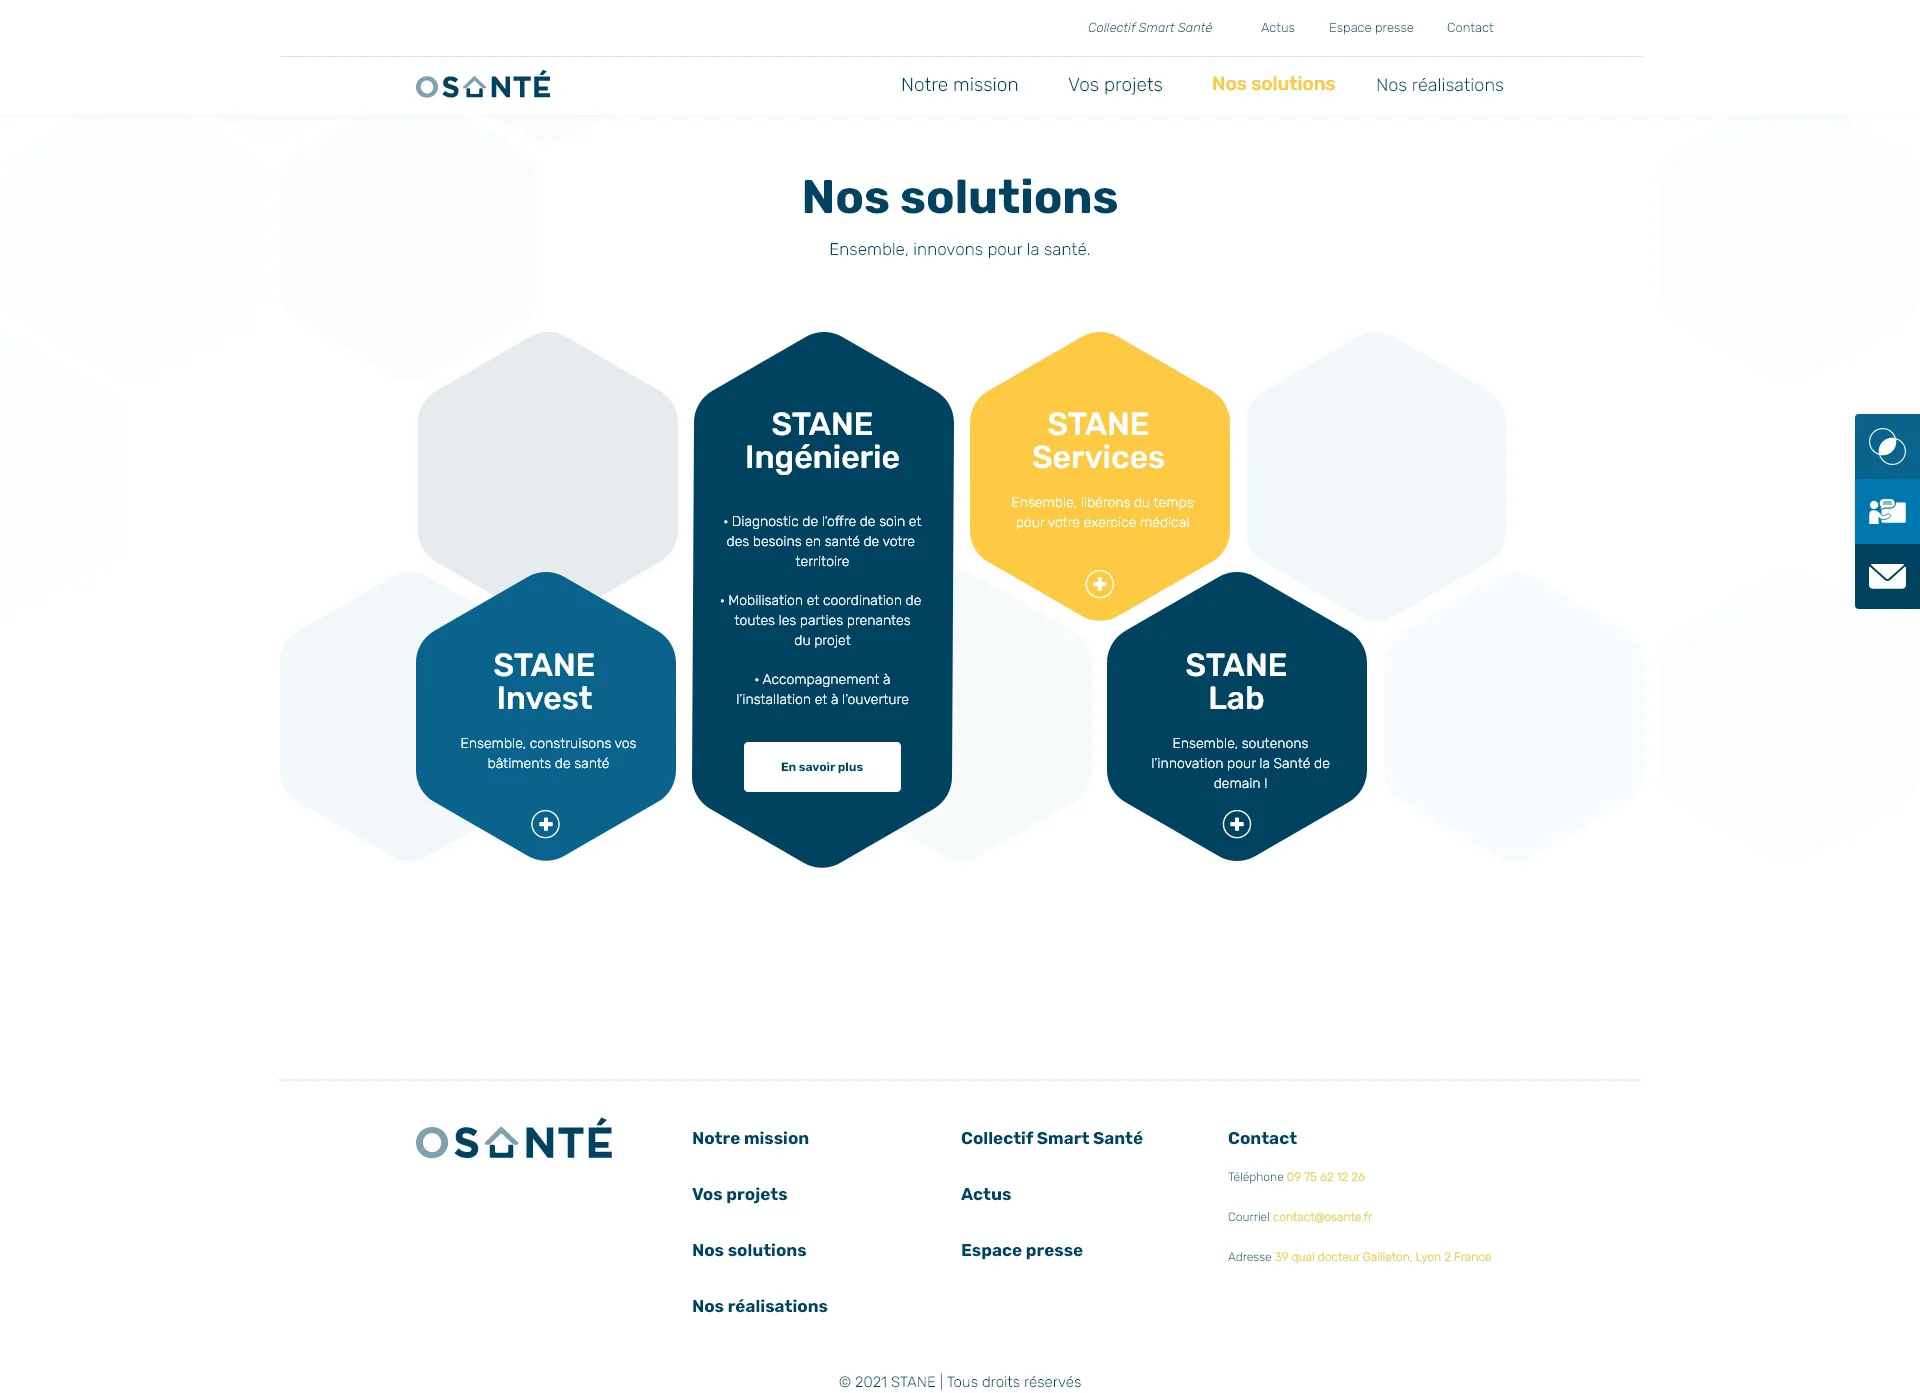 Collectif Smart Santé
Actus
Espace presse
Contact
OSANTÉ
Notre mission
Vos projets
Nos solutions
Nos réalisations
Nos solutions
Ensemble, innovons pour la santé.
STANE
Ingénierie
• Diagnostic de l'offre de soin et
des besoins en santé de votre
territoire
• Mobilisation et coordination de
toutes les parties prenantes
du projet
• Accompagnement à
l'installation et à l'ouverture
En savoir plus
STANE
Services
Ensemble, libérons du temps
pour votre exercice médical
STANE
Invest
Ensemble, construisons vos
bâtiments de santé
STANE
Lab
Ensemble, soutenons
l'innovation pour la Santé de
demain !
OSANTÉ
Notre mission
Vos projets
Nos solutions
Nos réalisations
Collectif Smart Santé
Actus
Espace presse
Contact
Téléphone 09 75 62 12 26
Courriel contact@osante.fr
Adresse 39 quai docteur Gailleton, Lyon 2 France
© 2021 STANE | Tous droits réservés